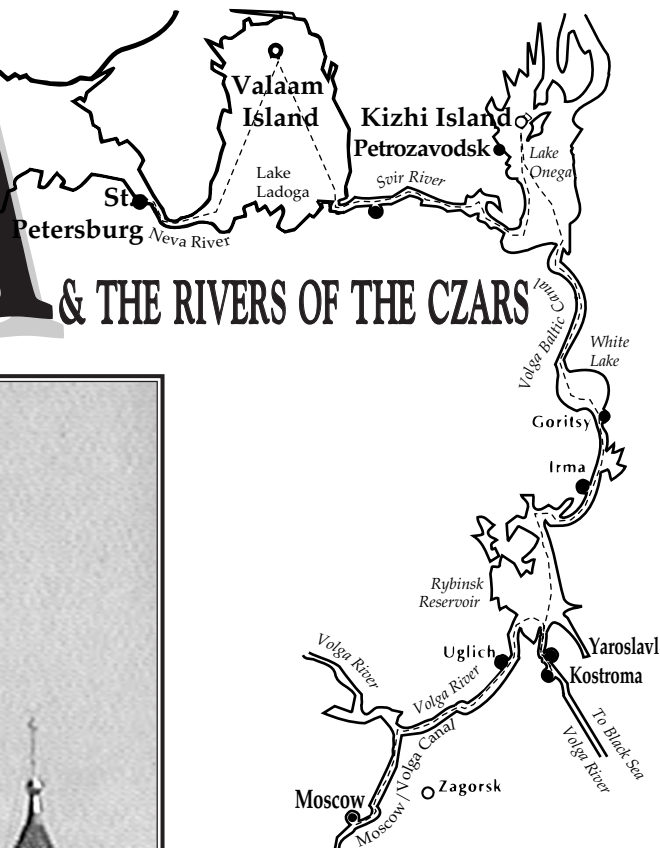 Valaam
Island
Kizhi Island
Petrozavodsk
Lake
Onega
Lake
Ladoga
Svir River
St.
Petersburg
Neva River
& THE RIVERS OF THE CZARS
Volga Baltic Canal
White
Lake
Goritsy
Irma
Rybinsk
Reservoir
Uglich
Yaroslavl
Kostroma
Volga River
Volga River
To Black Sea
Volga River
Moscow/Volga Canal
Zagorsk
Moscow